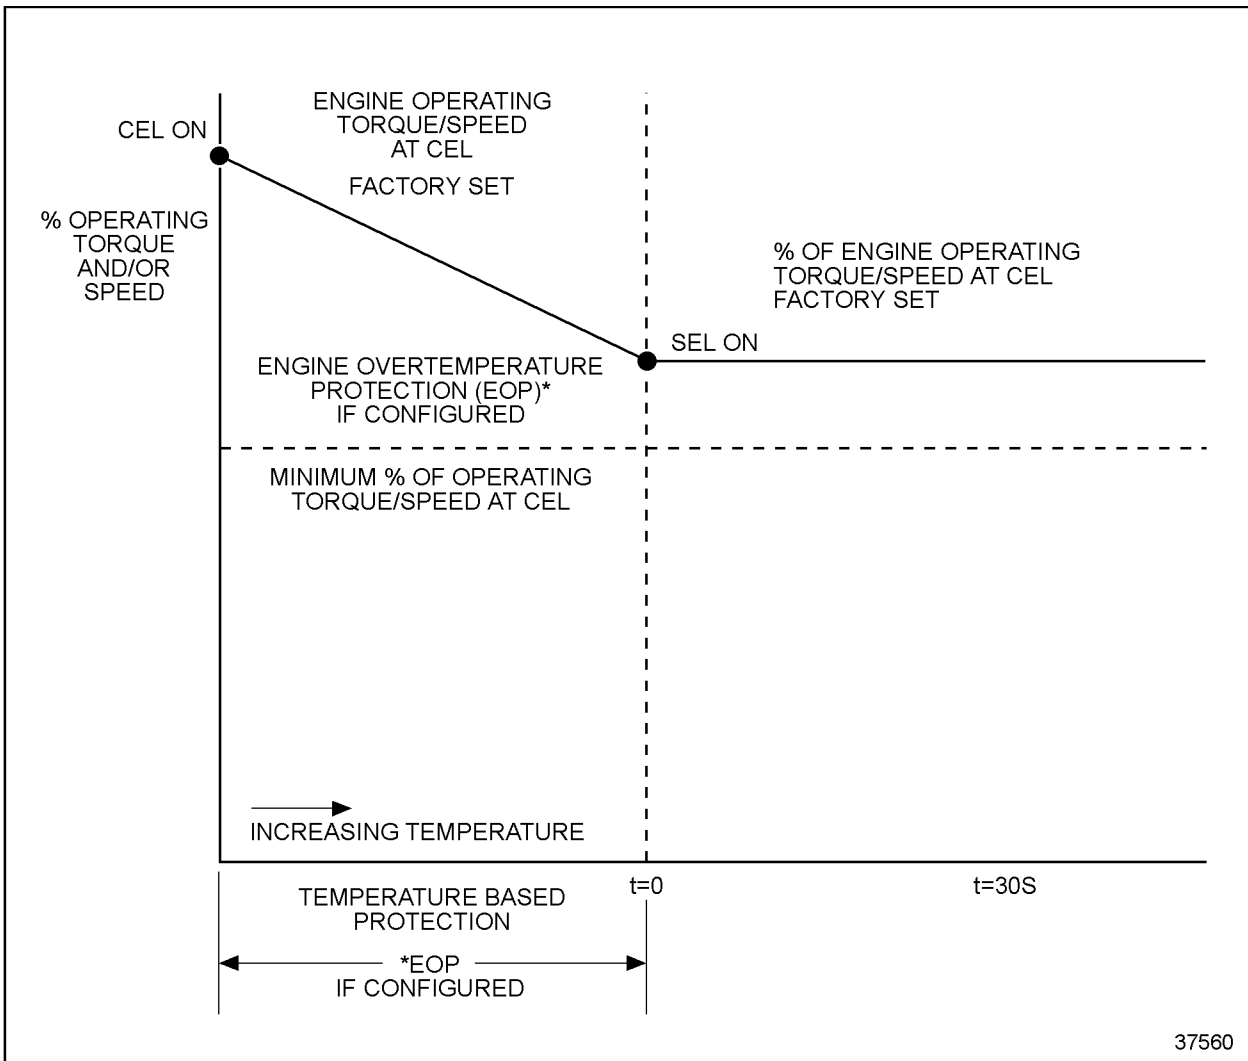 CEL ON
ENGINE OPERATING
TORQUE/SPEED
AT CEL
FACTORY SET
% OPERATING
TORQUE
AND/OR
SPEED
% OF ENGINE OPERATING
TORQUE/SPEED AT CEL
FACTORY SET
SEL ON
ENGINE OVERTEMPERATURE
PROTECTION (EOP)*
IF CONFIGURED
MINIMUM % OF OPERATING
TORQUE/SPEED AT CEL
INCREASING TEMPERATURE
t=0
t=30S
TEMPERATURE BASED
PROTECTION
*EOP
IF CONFIGURED
37560